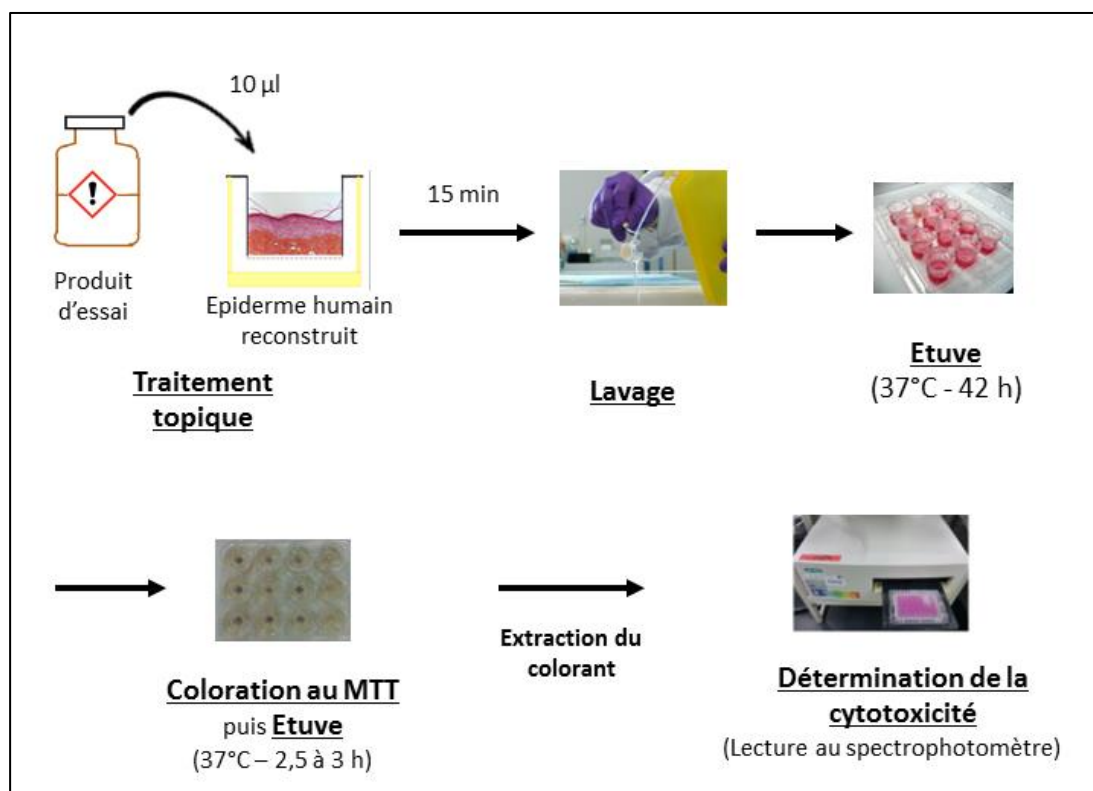 10 µl
15 min
Produit
d'essai
Epiderme humain
reconstruit
Traitement
topique
Lavage
Etuve
(37°C - 42 h)
Coloration au MTT
puis Etuve
(37°C – 2,5 à 3 h)
Extraction du
colorant
Détermination de la
cytotoxicité
(Lecture au spectrophotomètre)